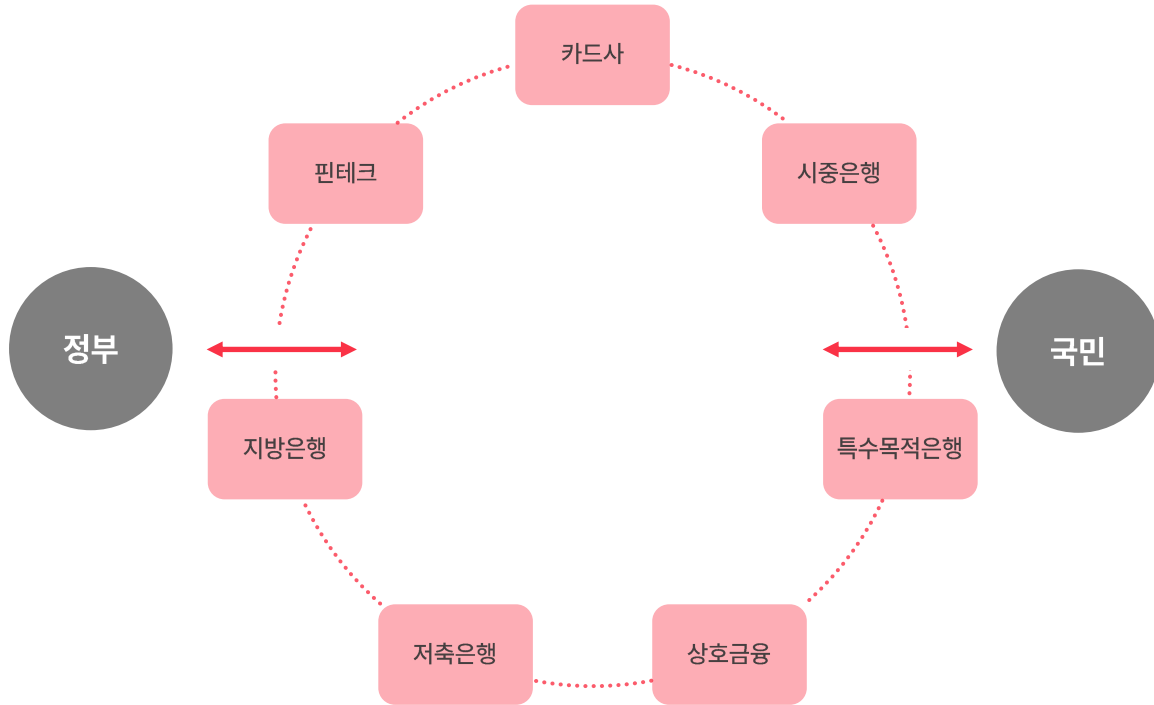 카드사
핀테크
시중은행
정부
국민
지방은행
특수목적은행
저축은행
상호금융